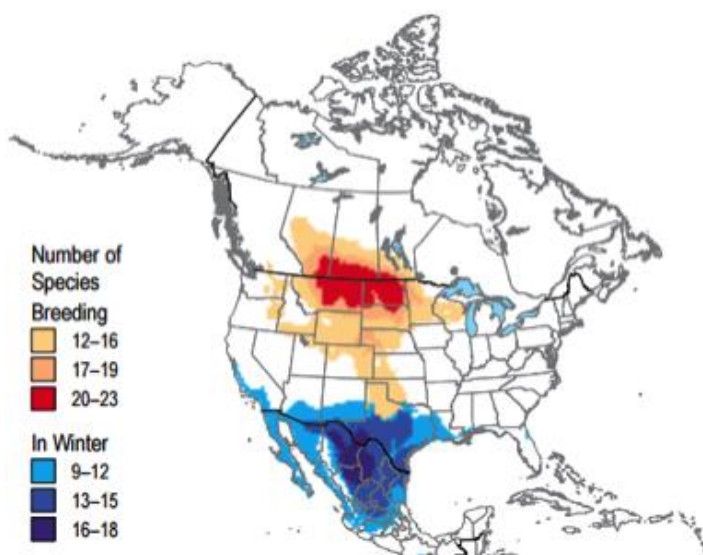 Number of
Species
Breeding
12–16
17–19
20–23
In Winter
9–12
13–15
16–18